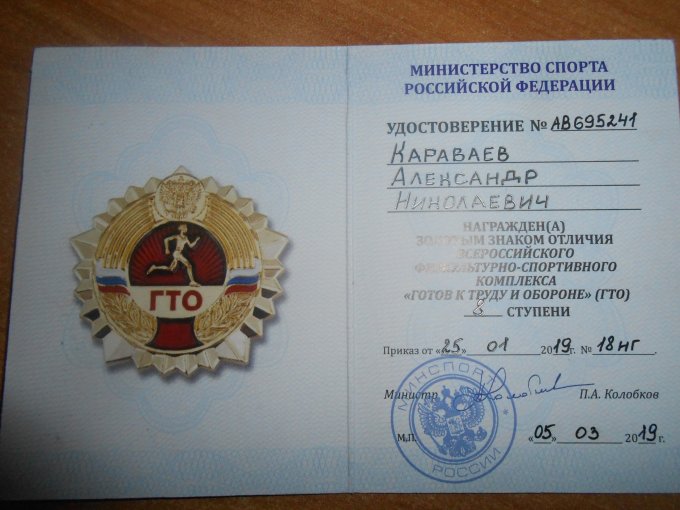 ГТО
МИНИСТЕРСТВО СПОРТА
РОССИЙСКОЙ ФЕДЕРАЦИИ
УДОСТОВЕРЕНИЕ № АВ695241
КАРАВАЕВ
АЛЕКСАНДР
НИКОЛАЕВИЧ
НАГРАЖДЕН(А)
ЗОЛОТЫМ ЗНАКОМ ОТЛИЧИЯ
ВСЕРОССИЙСКОГО
ФИЗКУЛЬТУРНО-СПОРТИВНОГО
КОМПЛЕКСА
«ГОТОВ К ТРУДУ И ОБОРОНЕ» (ГТО)
8 СТУПЕНИ
Приказ от «25» 01 2019г. № 18нг.
Министр П.А. Колобков
МИНСПОРТ
РОССИИ
М.П. «05» 03 2019 г.